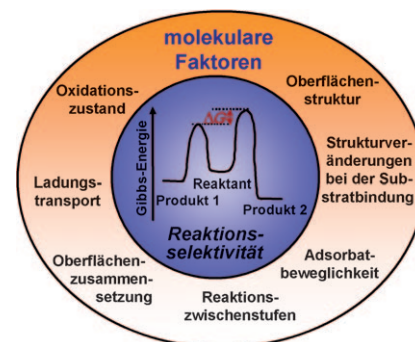 molekulare
Faktoren
Oxidations-
zustand
Oberflächen-
struktur
Ladungs-
transport
Strukturver-
änderungen
bei der Sub-
stratbindung
Gibbs-Energie
ΔG‡
Reaktant
Produkt 1
Produkt 2
Reaktions-
selektivität
Oberflächen-
zusammen-
setzung
Reaktions-
zwischenstufen
Adsorbat-
beweglichkeit